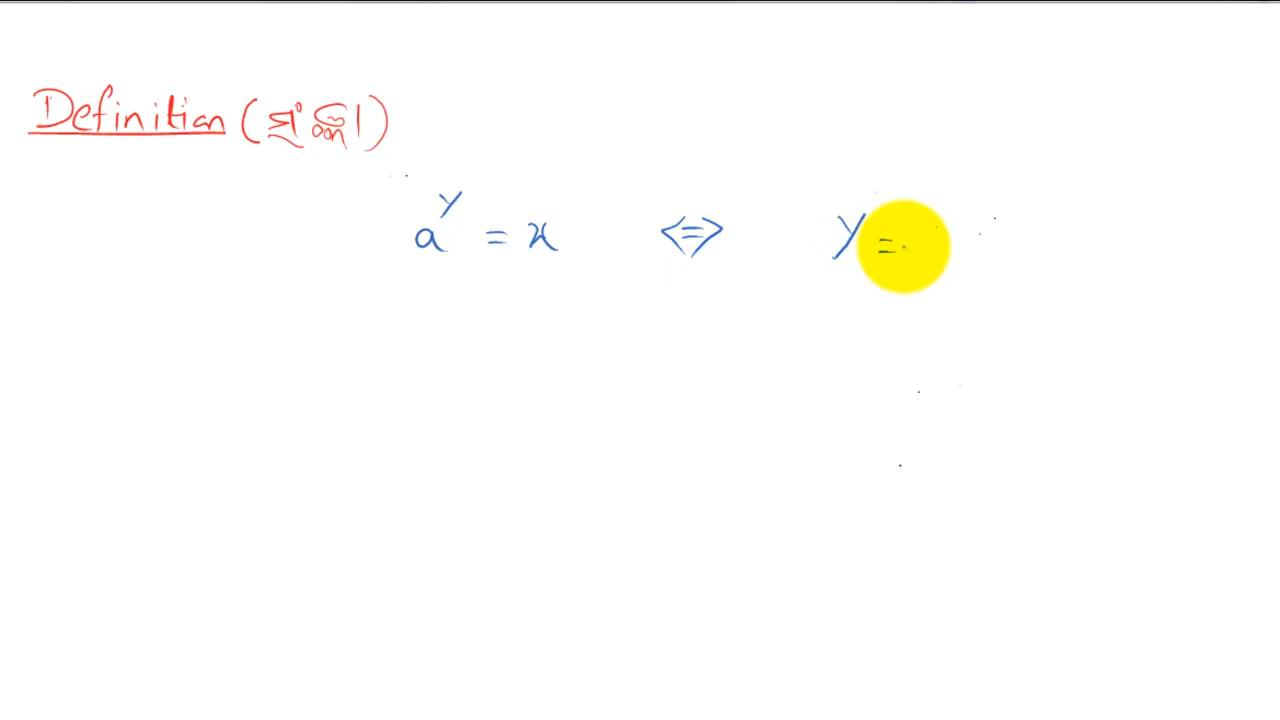 Definition
a^y = x <=> y =